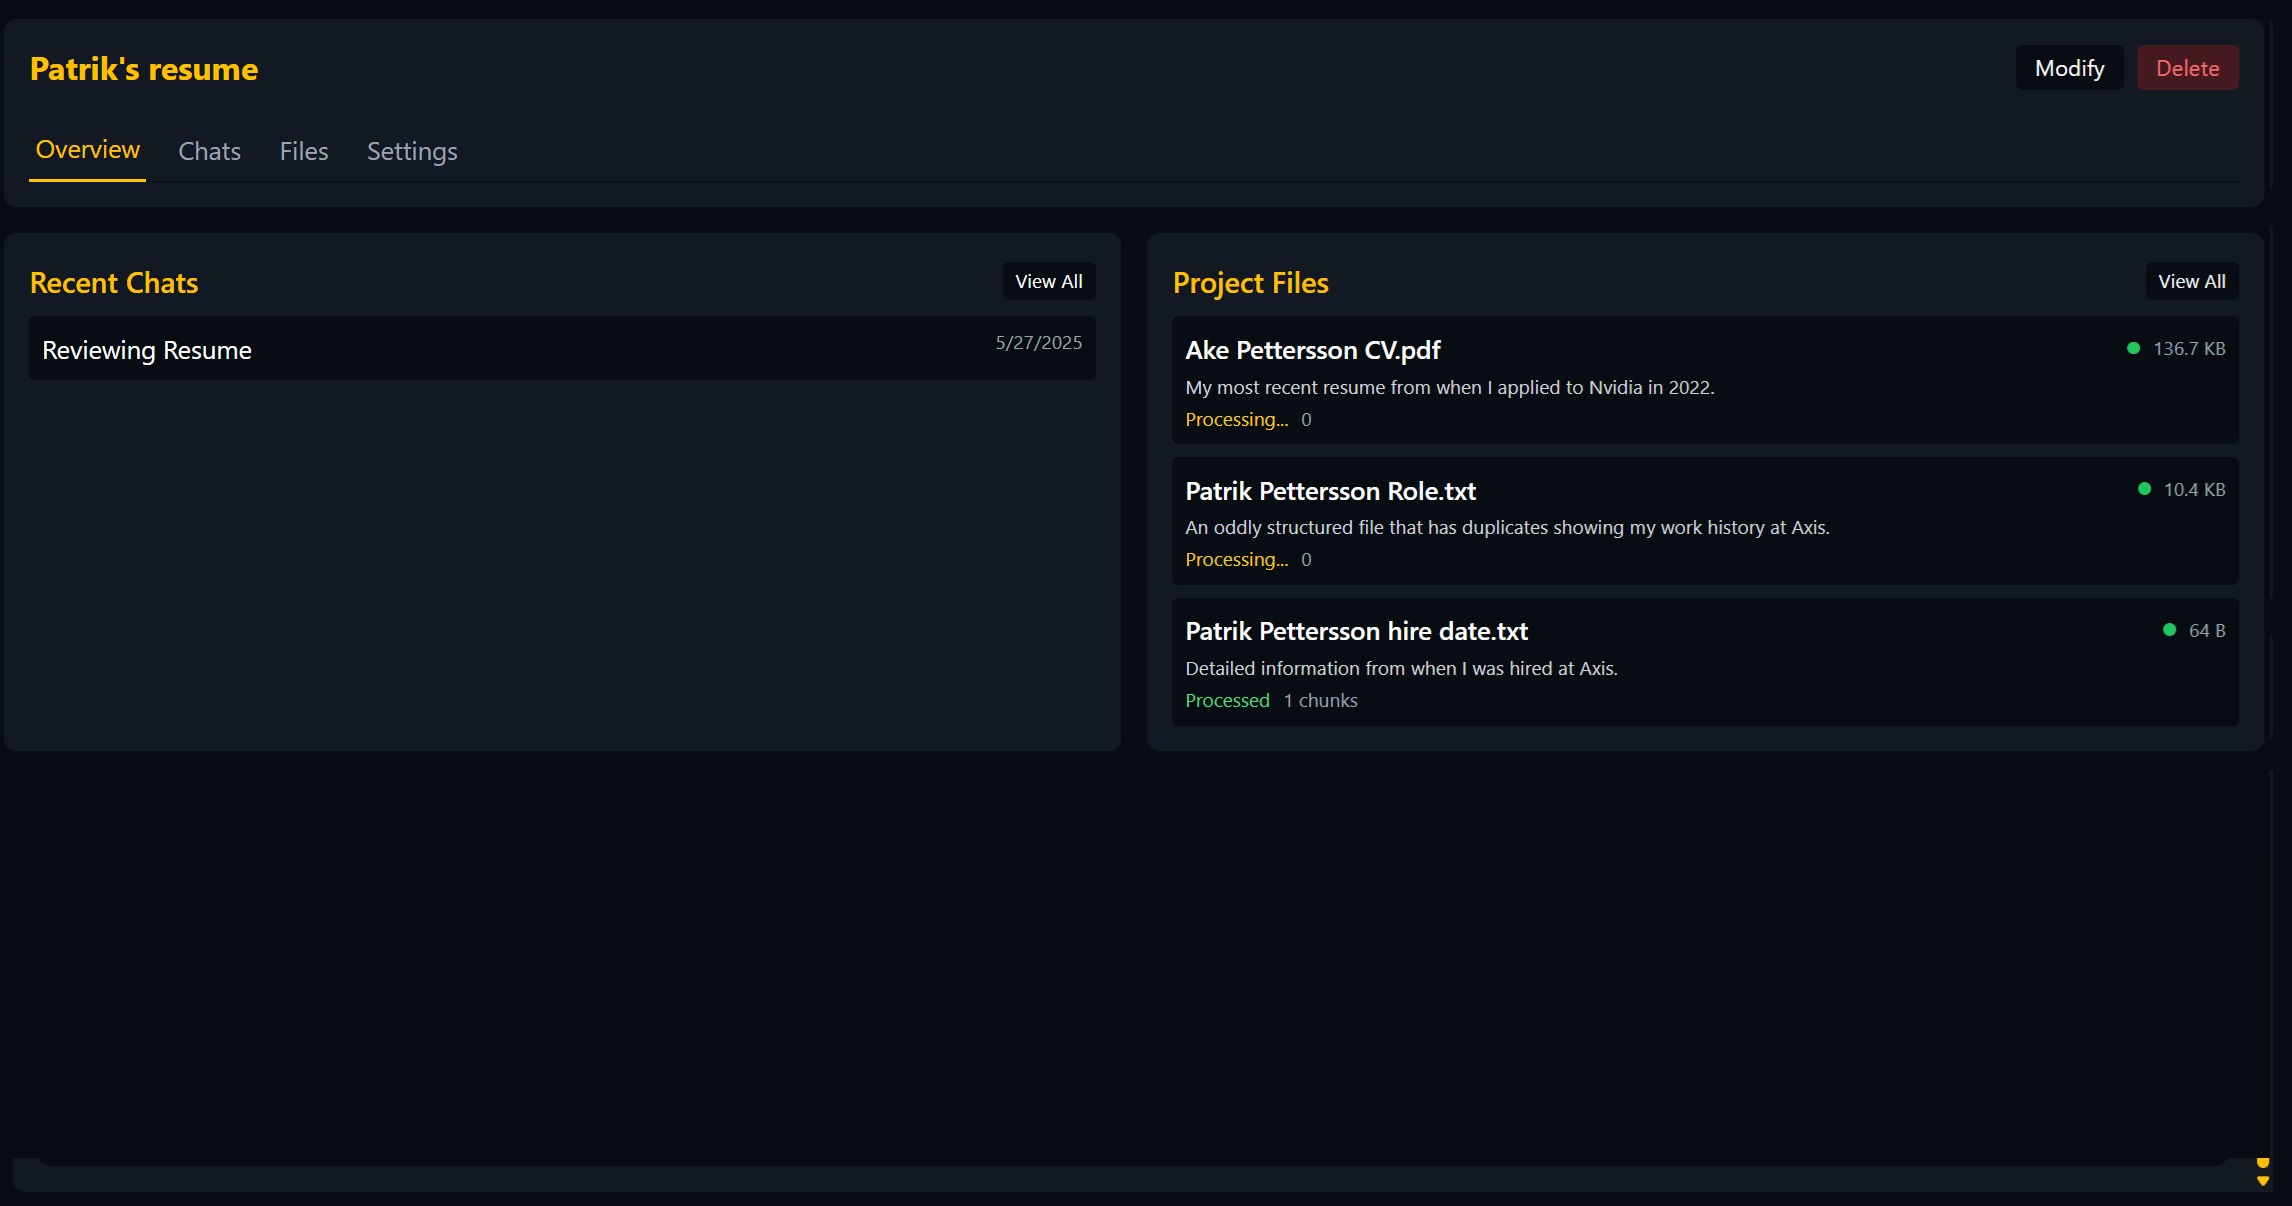 Patrik's resume
Modify
Delete
Overview
Chats
Files
Settings
Recent Chats
View All
Reviewing Resume
5/27/2025
Project Files
View All
Ake Pettersson CV.pdf
136.7 KB
My most recent resume from when I applied to Nvidia in 2022.
Processing... 0
Patrik Pettersson Role.txt
10.4 KB
An oddly structured file that has duplicates showing my work history at Axis.
Processing... 0
Patrik Pettersson hire date.txt
64 B
Detailed information from when I was hired at Axis.
Processed 1 chunks